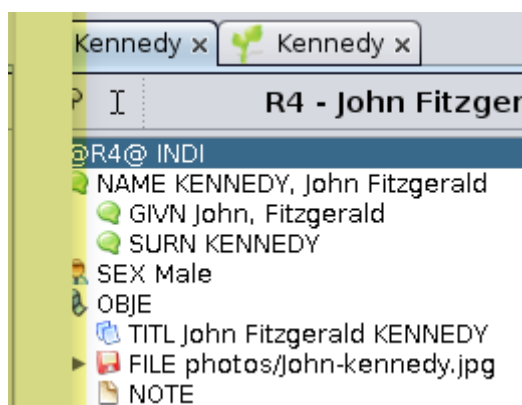 Kennedy x Kennedy x
R4 - John Fitzger
@R4@ INDI
NAME KENNEDY, John Fitzgerald
GIVN John, Fitzgerald
SURN KENNEDY
SEX Male
OBJE
TITL John Fitzgerald KENNEDY
FILE photos/John-kennedy.jpg
NOTE